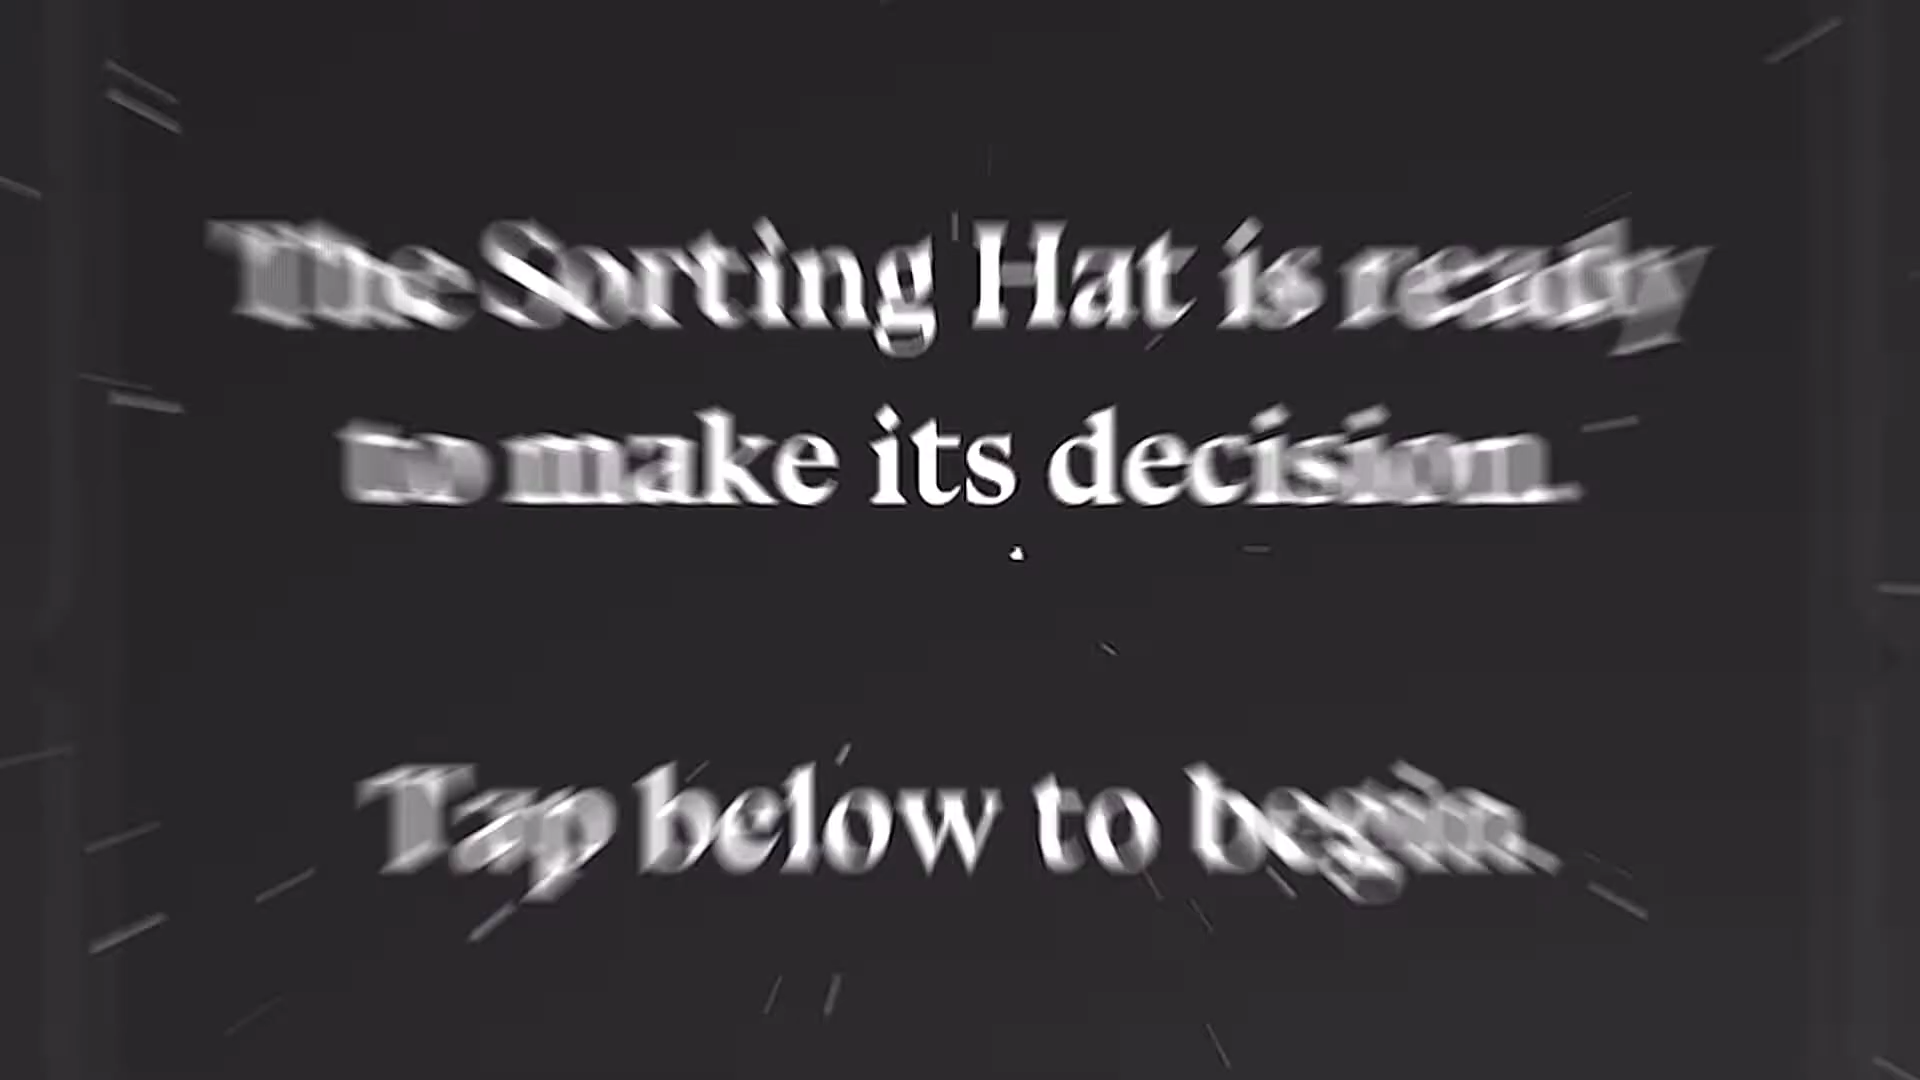 The Sorting Hat is ready
to make its decision.
Tap below to begin.